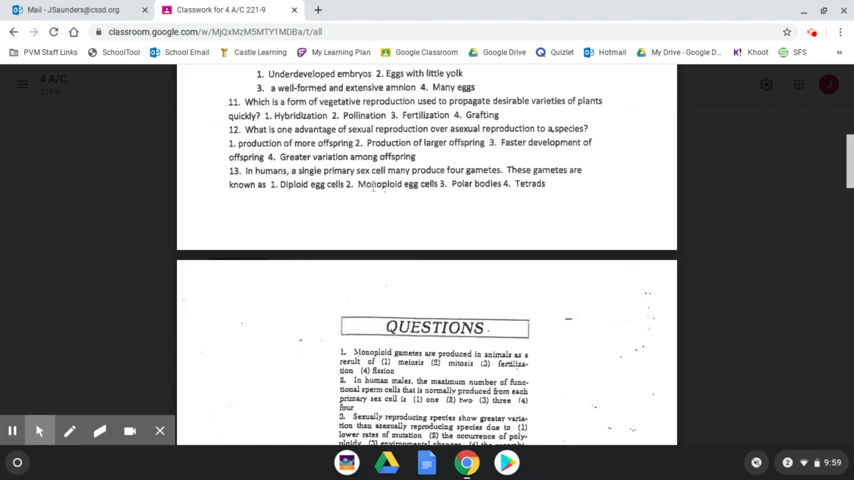 Mail - JSaunders@cssd.org
Classwork for 4 A/C 221-9
classroom.google.com/w/MjQxMzM5MTY1MDBa/t/all
PVM Staff Links
SchoolTool
School Email
Castle Learning
My Learning Plan
Google Classroom
Google Drive
Quizlet
Hotmail
My Drive - Google D...
Khoot
SFS
4 A/C
221-9
J
1. Underdeveloped embryos 2. Eggs with little yolk
3. a well-formed and extensive amnion 4. Many eggs
11. Which is a form of vegetative reproduction used to propagate desirable varieties of plants
quickly? 1. Hybridization 2. Pollination 3. Fertilization 4. Grafting
12. What is one advantage of sexual reproduction over asexual reproduction to a species?
1. production of more offspring 2. Production of larger offspring 3. Faster development of
offspring 4. Greater variation among offspring
13. In humans, a single primary sex cell many produce four gametes. These gametes are
known as 1. Diploid egg cells 2. Monoploid egg cells 3. Polar bodies 4. Tetrads
QUESTIONS
1. Monoploid gametes are produced in animals as a
result of (1) meiosis (2) mitosis (3) fertiliza-
tion (4) fission
2. In human males, the maximum number of func-
tional sperm cells that is normally produced from each
primary sex cell is (1) one (2) two (3) three (4)
four
3. Sexually reproducing species show greater varia-
tion than asexually reproducing species due to (1)
lower rates of mutation (2) the occurrence of poly-
ploidy (3) environmental changes (4) the recombi-
2
9:59